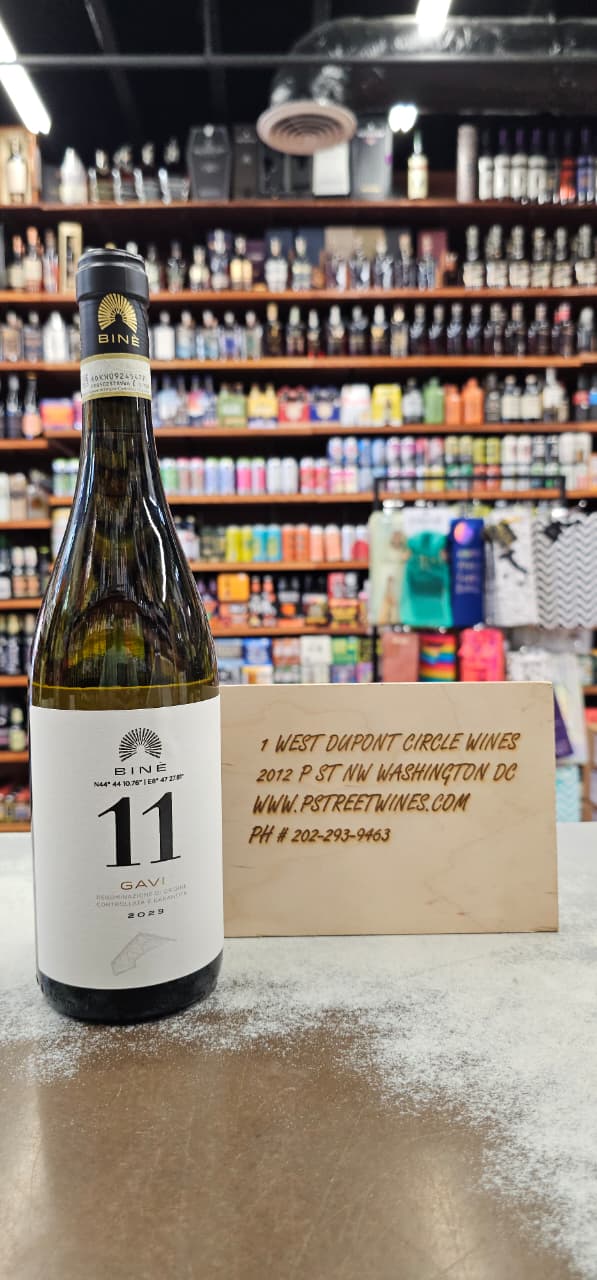 BINÈ
BINÈ
N44° 44 10.76" | E8° 47 27.87"
11
GAVI
DENOMINAZIONE DI ORIGINE
CONTROLLATA E GARANTITA
2023
1 WEST DUPONT CIRCLE WINES
2012 P ST NW WASHINGTON DC
WWW.PSTREETWINES.COM
PH # 202-293-9463